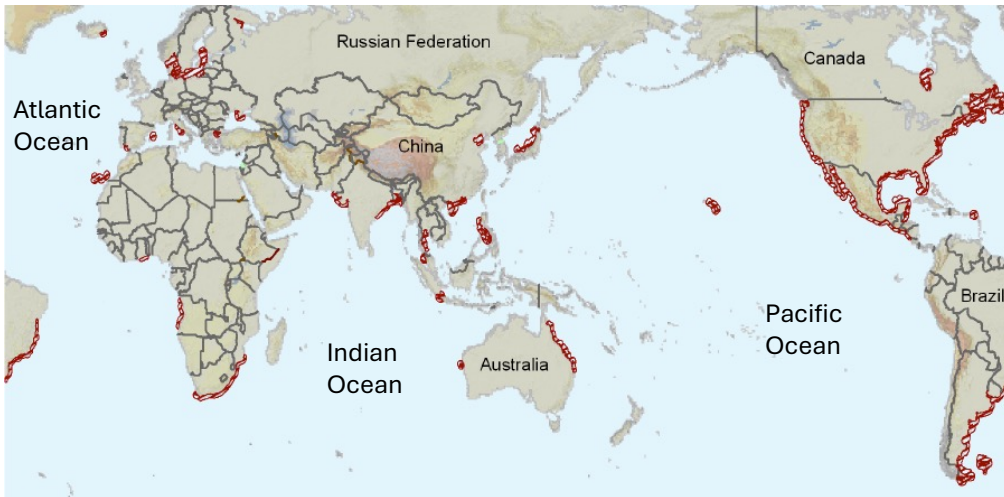 Russian Federation
Canada
Atlantic
Ocean
China
Brazil
Pacific
Ocean
Indian
Ocean
Australia